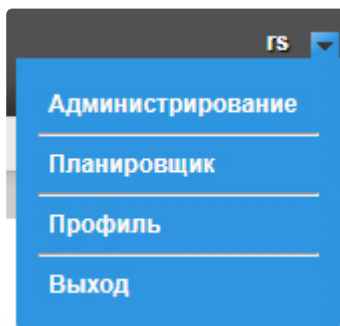 rs
Администрирование
Планировщик
Профиль
Выход